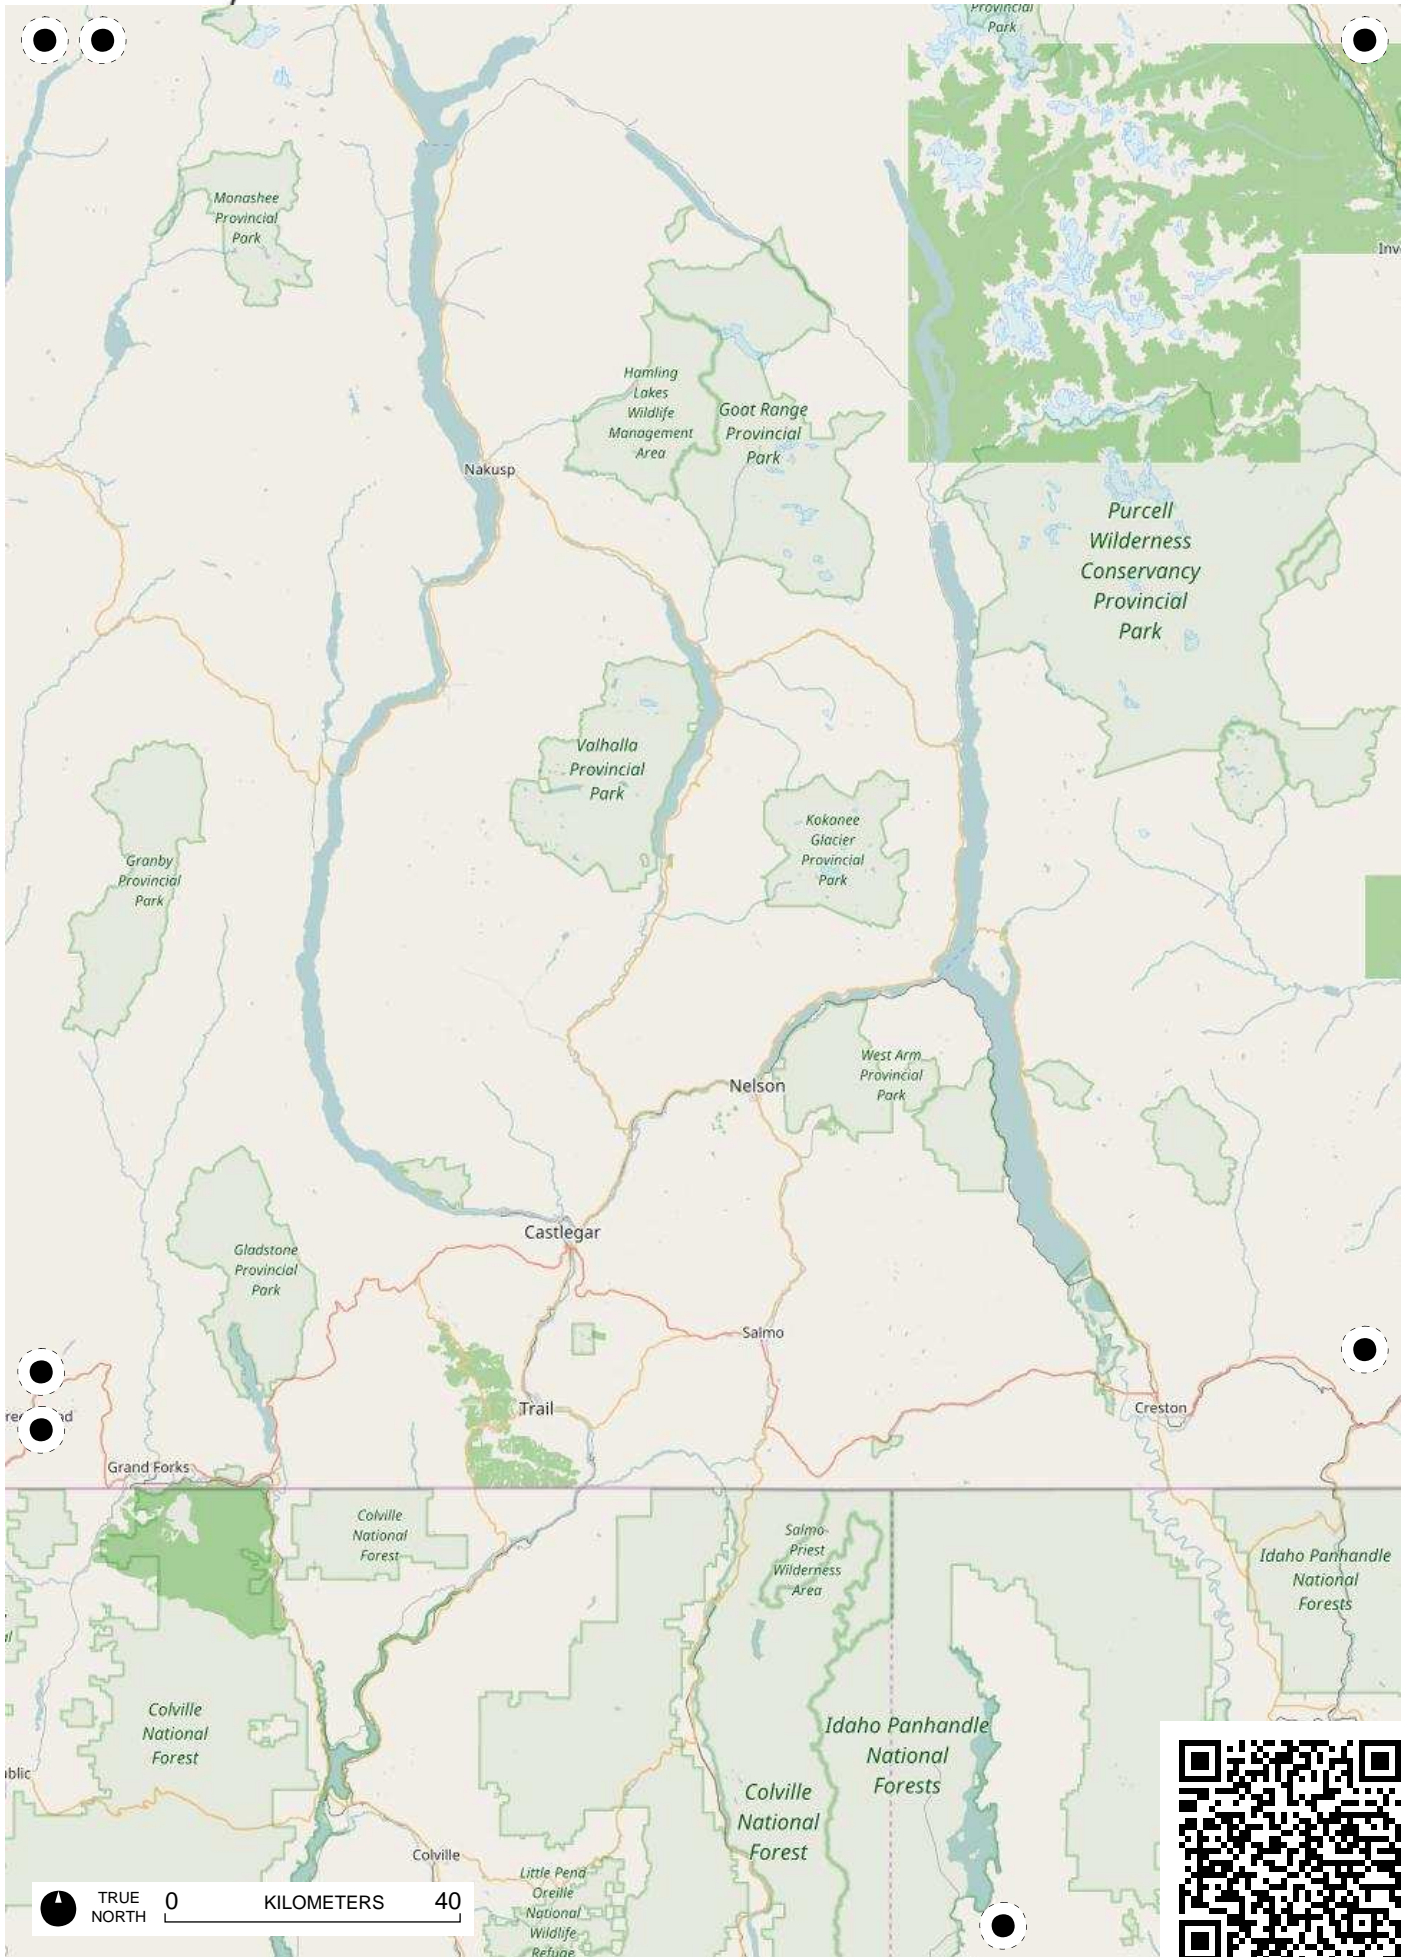 Provincial
Park
Monashee
Provincial
Park
Inv
Hamling
Lakes
Wildlife
Management
Area
Goat Range
Provincial
Park
Nakusp
Purcell
Wilderness
Conservancy
Provincial
Park
Valhalla
Provincial
Park
Kokanee
Glacier
Provincial
Park
Granby
Provincial
Park
West Arm
Provincial
Park
Nelson
Castlegar
Gladstone
Provincial
Park
Salmo
Trail
Creston
Grand Forks
Colville
National
Forest
Salmo-
Priest
Wilderness
Area
Idaho Panhandle
National
Forests
Colville
National
Forest
Idaho Panhandle
National
Forests
Colville
National
Forest
ublic
Colville
Little Pend
Oreille
National
Wildlife
Refuge
TRUE
NORTH
0 KILOMETERS 40